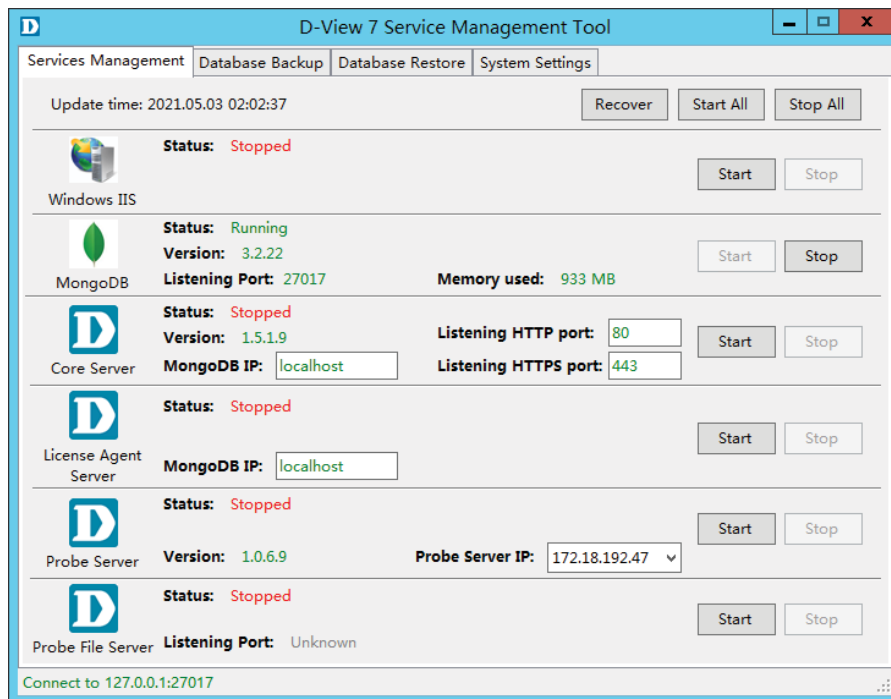 D-View 7 Service Management Tool
Services Management Database Backup Database Restore System Settings
Update time: 2021.05.03 02:02:37 Recover Start All Stop All
Status: Stopped
Start Stop
Windows IIS
Status: Running
Version: 3.2.22
Start Stop
Listening Port: 27017 Memory used: 933 MB
MongoDB
Status: Stopped
Listening HTTP port: 80
Version: 1.5.1.9
Start Stop
MongoDB IP: localhost Listening HTTPS port: 443
Core Server
Status: Stopped
Start Stop
License Agent
Server
MongoDB IP: localhost
Status: Stopped
Start Stop
Version: 1.0.6.9 Probe Server IP: 172.18.192.47
Probe Server
Status: Stopped
Start Stop
Probe File Server Listening Port: Unknown
Connect to 127.0.0.1:27017